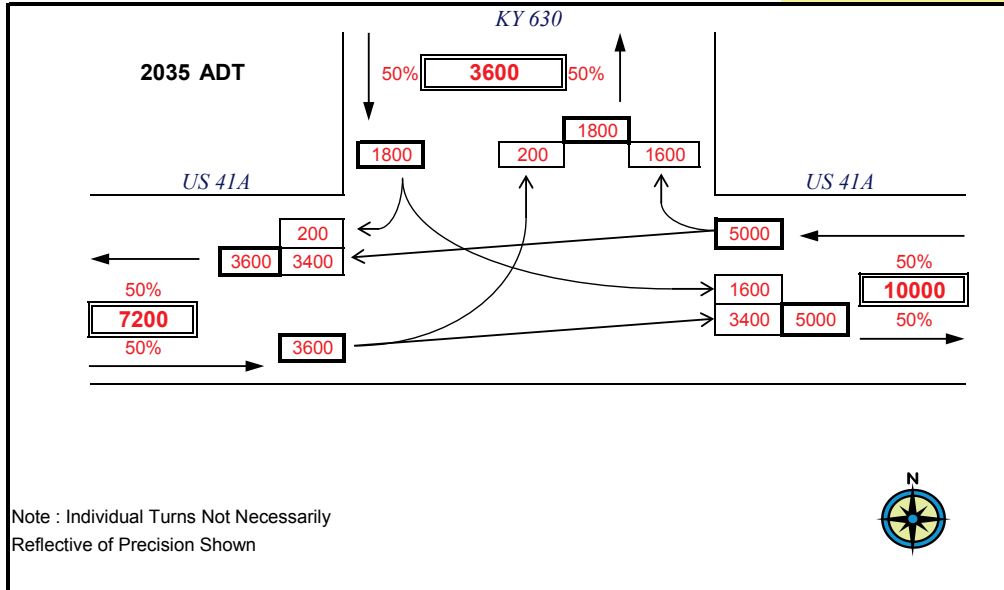 KY 630
2035 ADT
50% 3600 50%
1800
1800
200 1600
US 41A
US 41A
200
3600 3400
5000
50%
7200
50%
3600
50%
10000
50%
1600
3400 5000
N
Note : Individual Turns Not Necessarily
Reflective of Precision Shown